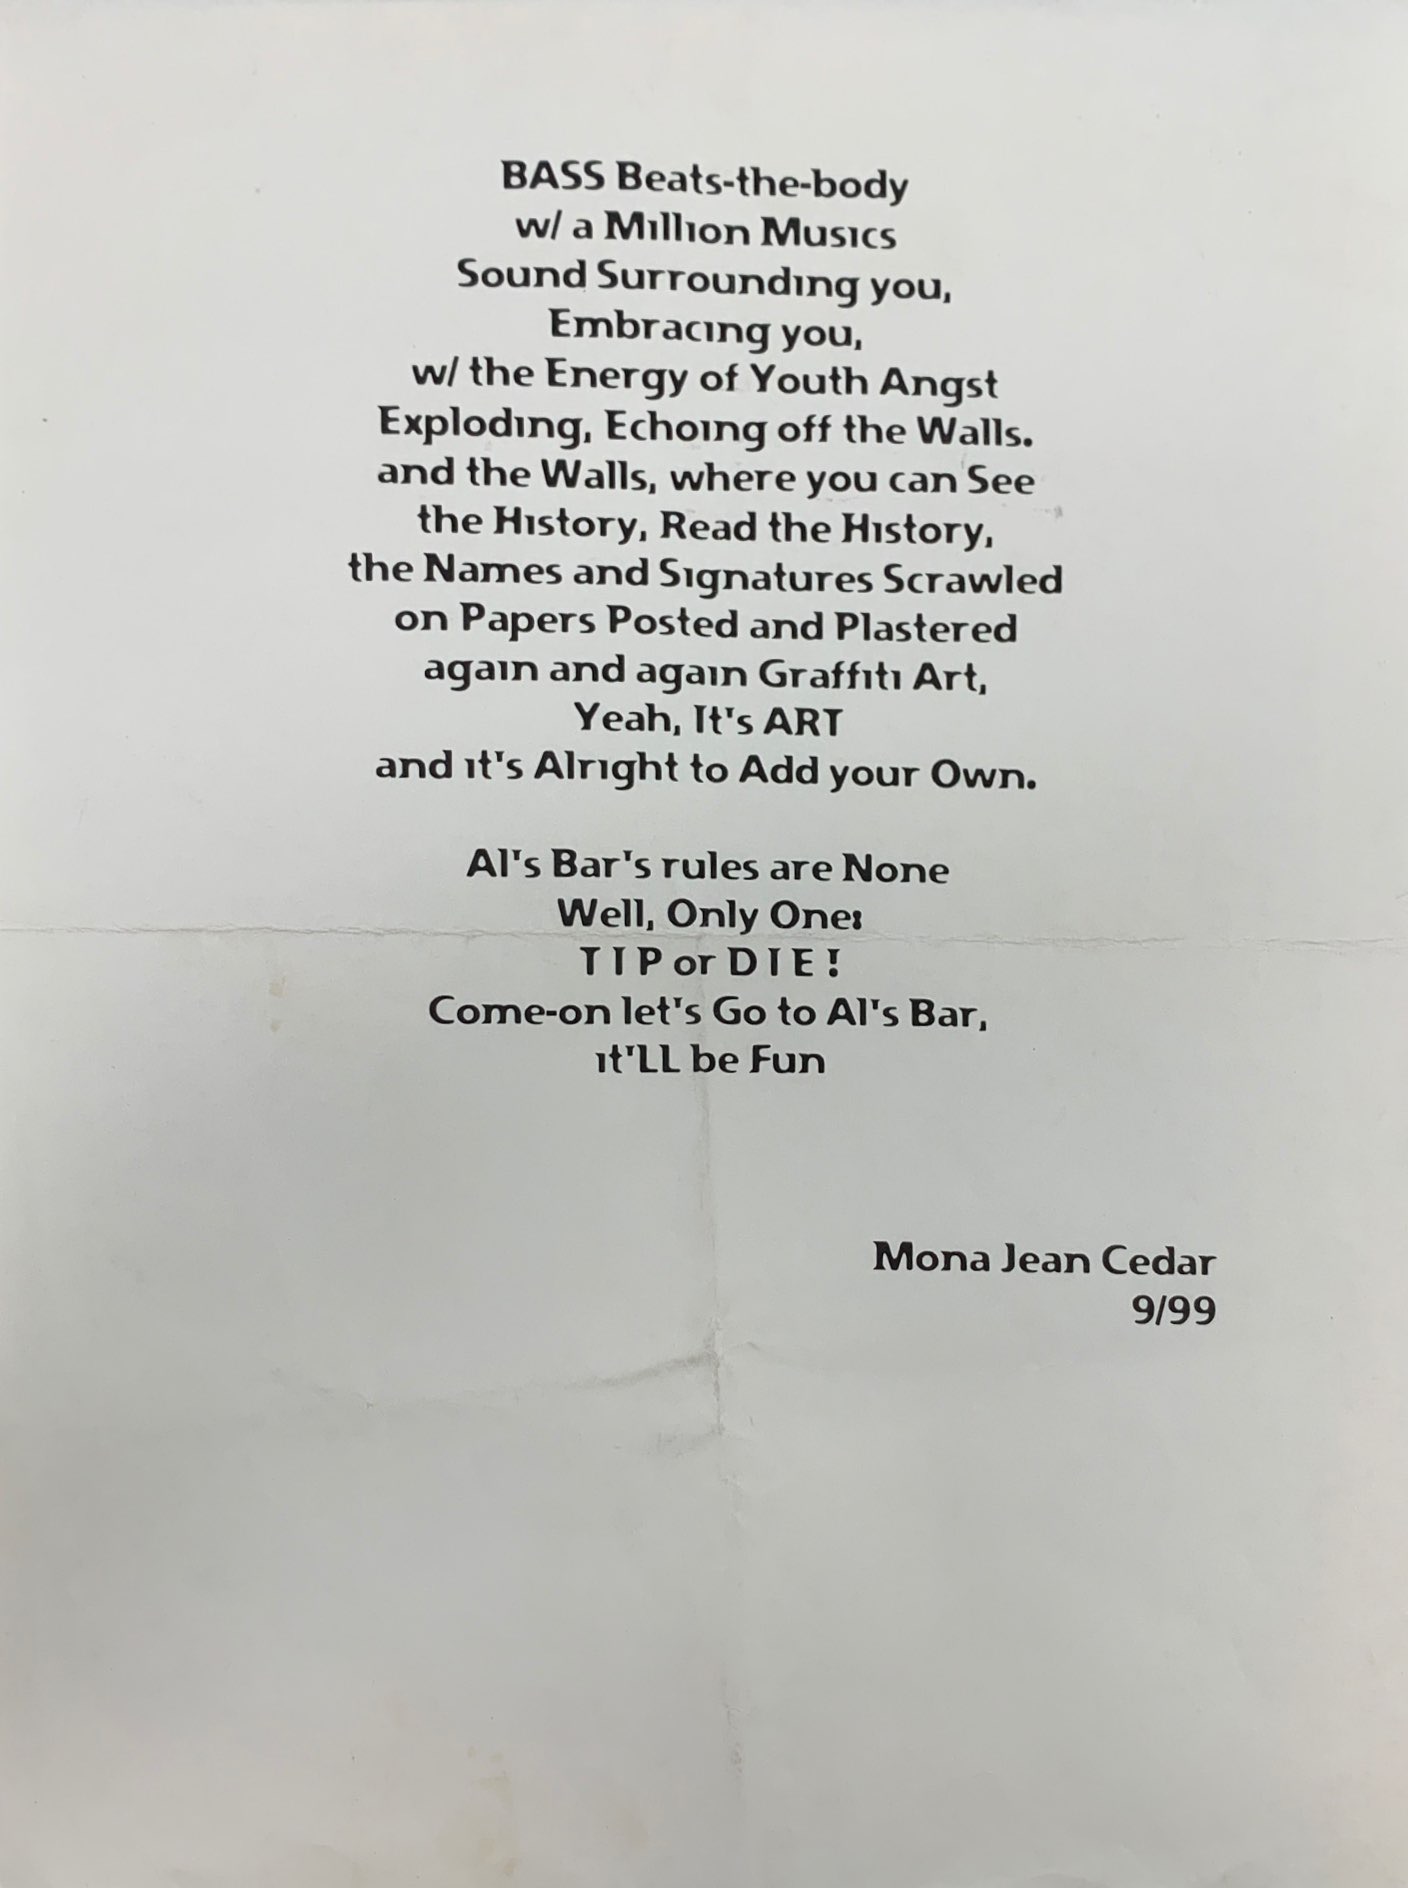 BASS Beats-the-body
w/ a Million Musics
Sound Surrounding you,
Embracing you,
w/ the Energy of Youth Angst
Exploding, Echoing off the Walls.
and the Walls, where you can See
the History, Read the History,
the Names and Signatures Scrawled
on Papers Posted and Plastered
again and again Graffiti Art,
Yeah, It's ART
and it's Alright to Add your Own.
Al's Bar's rules are None
Well, Only One:
T I P or D I E !
Come-on let's Go to Al's Bar,
it'LL be Fun
Mona Jean Cedar
9/99